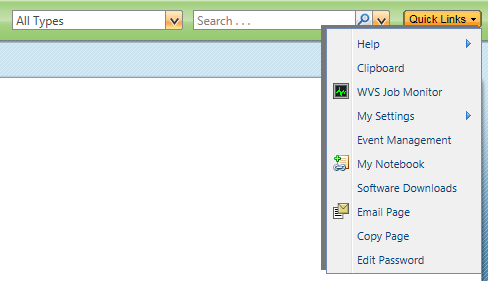 All Types Search . . . Quick Links
Help
Clipboard
WVS Job Monitor
My Settings
Event Management
My Notebook
Software Downloads
Email Page
Copy Page
Edit Password